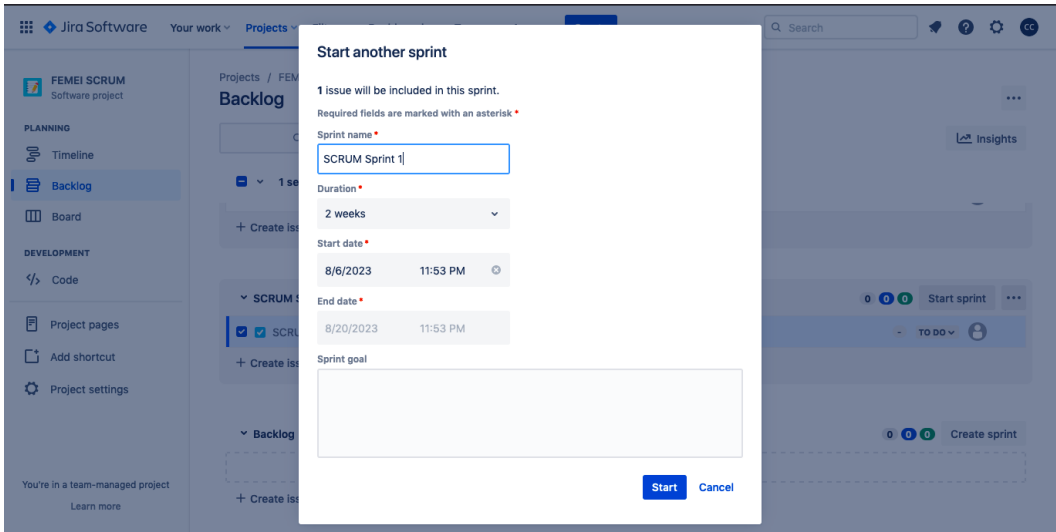 Jira Software Your work Projects Search CC
FEMEI SCRUM
Software project
PLANNING
Timeline
Backlog
Board
DEVELOPMENT
Code
Project pages
Add shortcut
Project settings
You're in a team-managed project
Learn more
Projects / FEM
Backlog
Insights
1 se
+ Create iss
SCRUM S 0 0 0 Start sprint
SCRU - TO DO
+ Create iss
Backlog 0 0 0 Create sprint
+ Create iss
Start another sprint
1 issue will be included in this sprint.
Required fields are marked with an asterisk *
Sprint name *
SCRUM Sprint 1
Duration *
2 weeks
Start date *
8/6/2023 11:53 PM
End date *
8/20/2023 11:53 PM
Sprint goal
Start Cancel